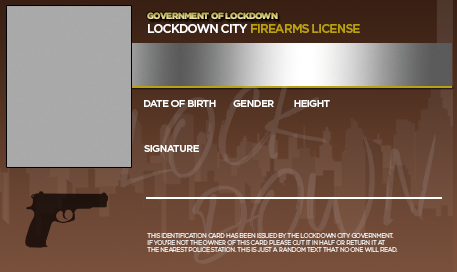 GOVERNMENT OF LOCKDOWN
LOCKDOWN CITY FIREARMS LICENSE
DATE OF BIRTH GENDER HEIGHT
LOCK
DOWN
SIGNATURE
THIS IDENTIFICATION CARD HAS BEEN ISSUED BY THE LOCKDOWN CITY GOVERNMENT.
IF YOU'RE NOT THE OWNER OF THIS CARD PLEASE CUT IT IN HALF OR RETURN IT AT
THE NEAREST POLICE STATION. THIS IS JUST A RANDOM TEXT THAT NO ONE WILL READ.